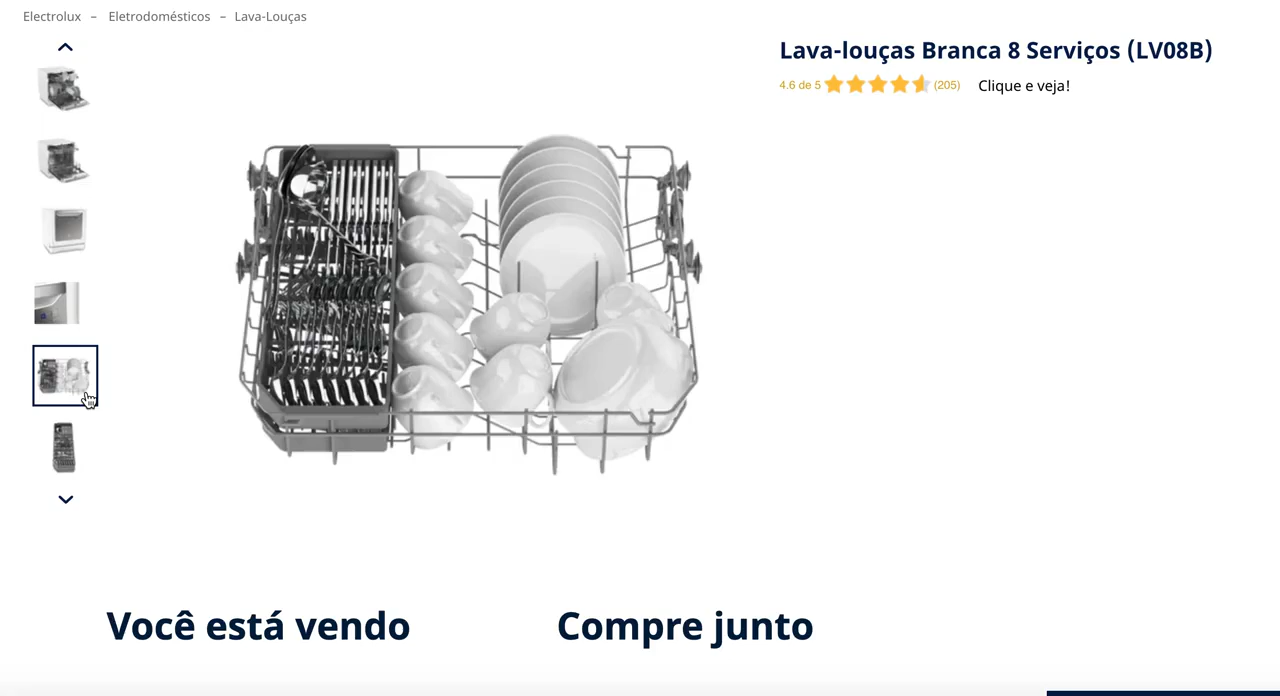 Electrolux – Eletrodomésticos – Lava-Louças
Lava-louças Branca 8 Serviços (LV08B)
4.6 de 5 (205) Clique e veja!
Você está vendo
Compre junto